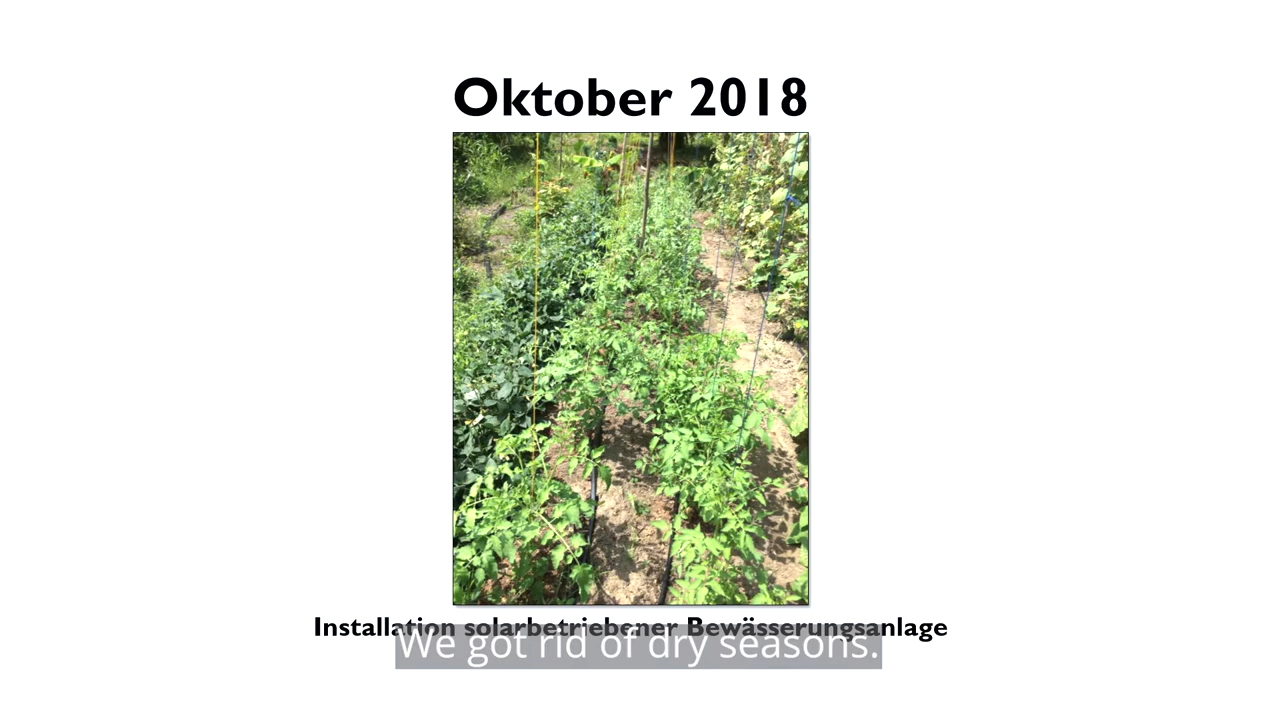 Oktober 2018
Installation solarbetriebener Bewässerungsanlage
We got rid of dry seasons.